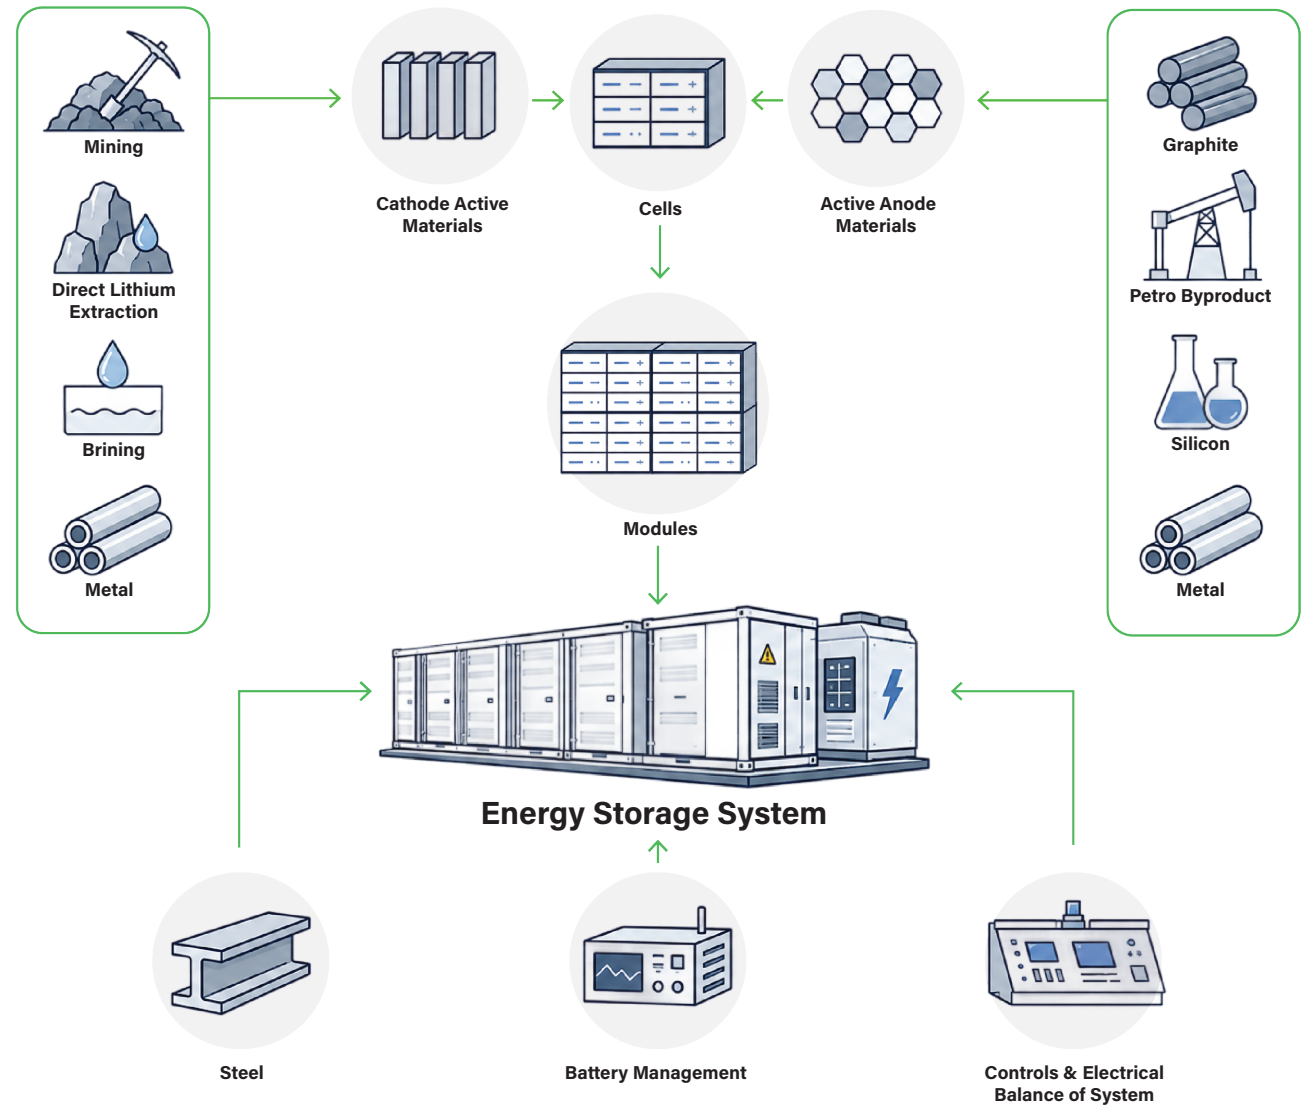 Mining
Direct Lithium
Extraction
Brining
Metal
Cathode Active
Materials
Cells
Active Anode
Materials
Graphite
Petro Byproduct
Silicon
Metal
Modules
Energy Storage System
Steel
Battery Management
Controls & Electrical
Balance of System